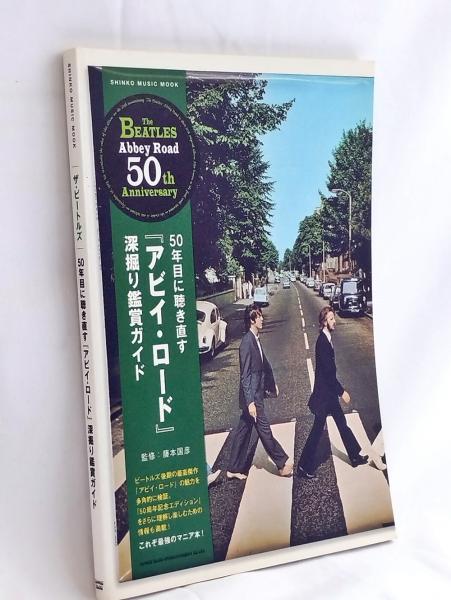 SHINKO MUSIC MOOK
ザ・ビートルズ
50年目に聴き直す『アビイ・ロード』深掘り鑑賞ガイド
SHINKO MUSIC MOOK
The
BEATLES
Abbey Road
50th
Anniversary
50年目に聴き直す
『アビイ・ロード』
深掘り鑑賞ガイド
監修：藤本国彦
ビートルズ後期の最高傑作
『アビイ・ロード』の魅力を
多角的に検証。
「50周年記念エディション」
をさらに理解し楽しむための
情報も満載！
これぞ最強のマニア本！